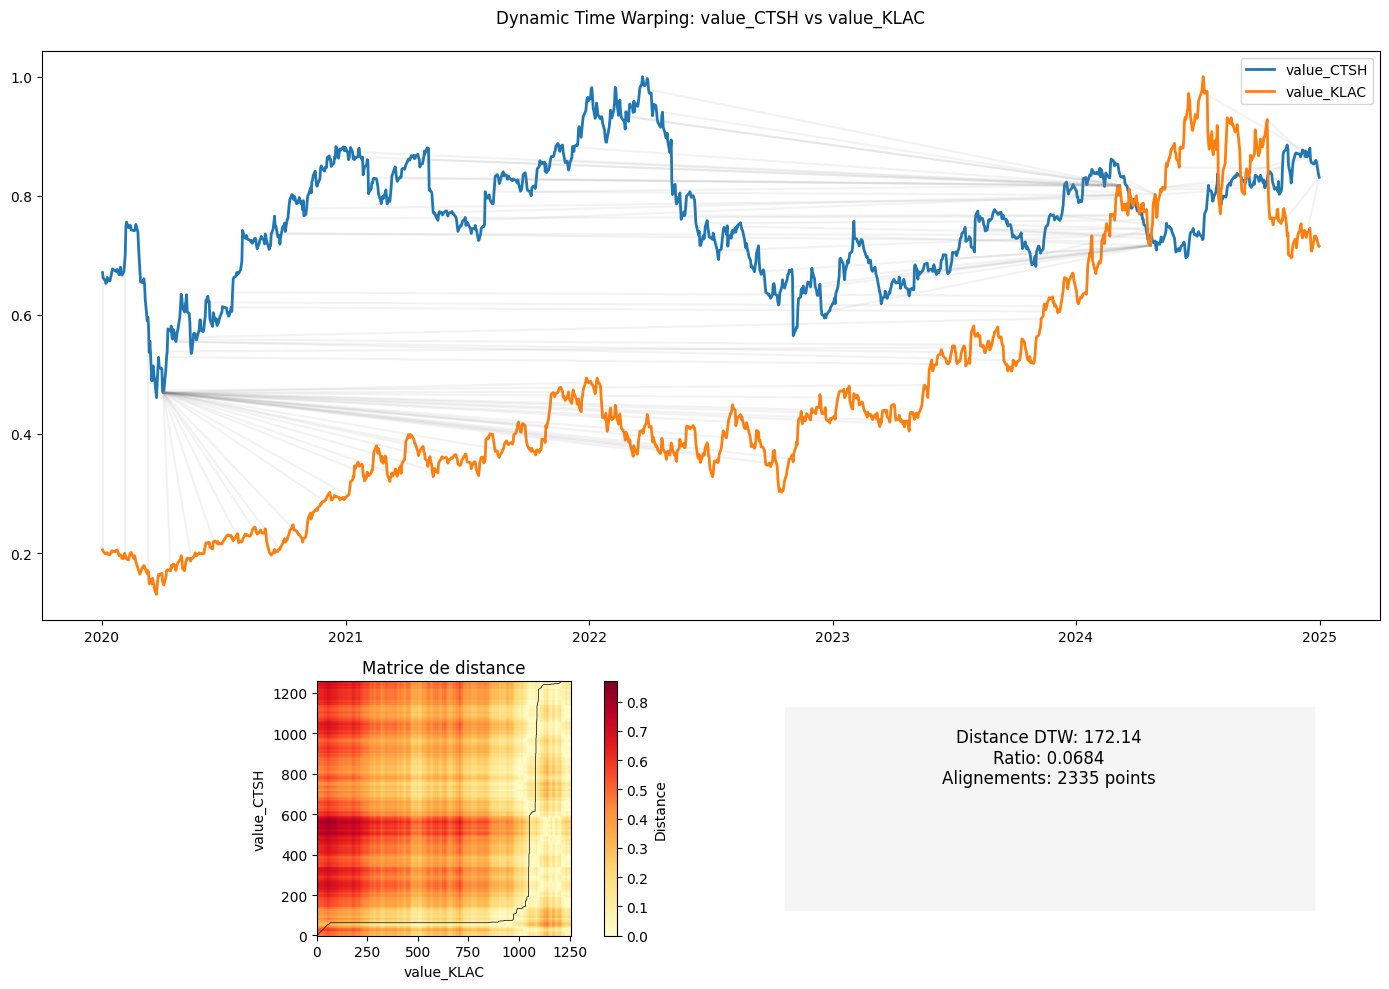 Dynamic Time Warping: value_CTSH vs value_KLAC
value_CTSH
value_KLAC
1.0
0.8
0.6
0.4
0.2
2020 2021 2022 2023 2024 2025
Matrice de distance
value_CTSH
1200
1000
800
600
400
200
0
0 250 500 750 1000 1250
value_KLAC
0.8
0.7
0.6
0.5
0.4
0.3
0.2
0.1
0.0
Distance
Distance DTW: 172.14
Ratio: 0.0684
Alignements: 2335 points